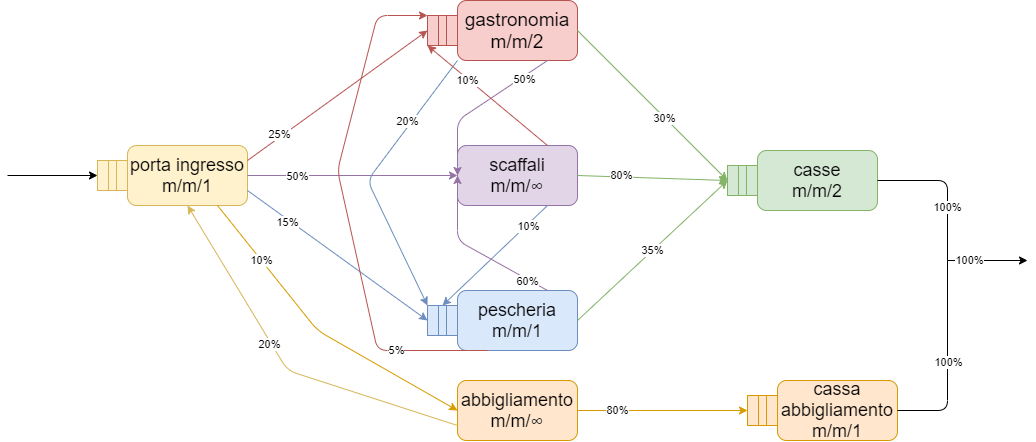 gastronomia
m/m/2
10%
50%
20%
30%
25%
porta ingresso
m/m/1
50%
scaffali
m/m/∞
80%
casse
m/m/2
100%
15%
10%
35%
10%
100%
60%
pescheria
m/m/1
20%
5%
100%
abbigliamento
m/m/∞
80%
cassa
abbigliamento
m/m/1